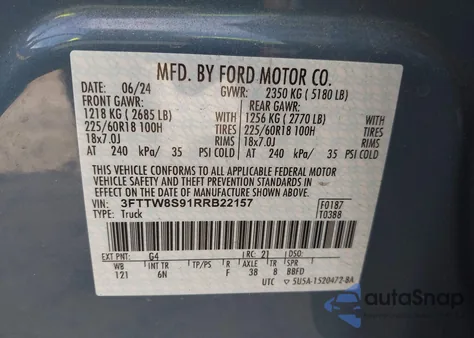 MFD. BY FORD MOTOR CO.
DATE: 06/24 GVWR: 2350 KG ( 5180 LB)
FRONT GAWR: REAR GAWR:
1218 KG ( 2685 LB) 1256 KG ( 2770 LB)
225/60R18 100H TIRES 225/60R18 100H TIRES
18x7.0J RIMS 18x7.0J RIMS
AT 240 kPa/ 35 PSI COLD AT 240 kPa/ 35 PSI COLD
THIS VEHICLE CONFORMS TO ALL APPLICABLE FEDERAL MOTOR
VEHICLE SAFETY AND THEFT PREVENTION STANDARDS IN EFFECT
ON THE DATE OF MANUFACTURE SHOWN ABOVE.
VIN: 3FTTW8S91RRB22157 F0187
TYPE: Truck T0388
EXT PNT: G4 RC: 21
WB INT TR TP/PS R AXLE TR SPR
121 6N F 38 8 BBFD
UTC 5U5A-1520472-BA
autoSnap